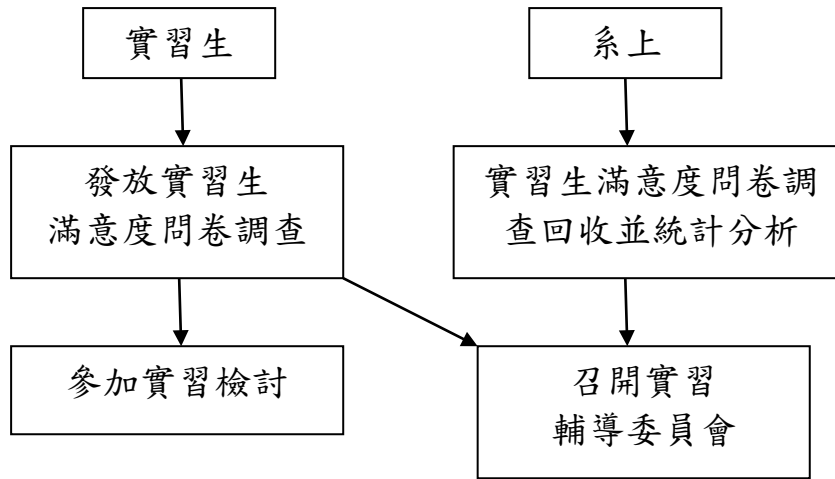 實習生
系上
發放實習生
滿意度問卷調查
實習生滿意度問卷調
查回收並統計分析
參加實習檢討
召開實習
輔導委員會